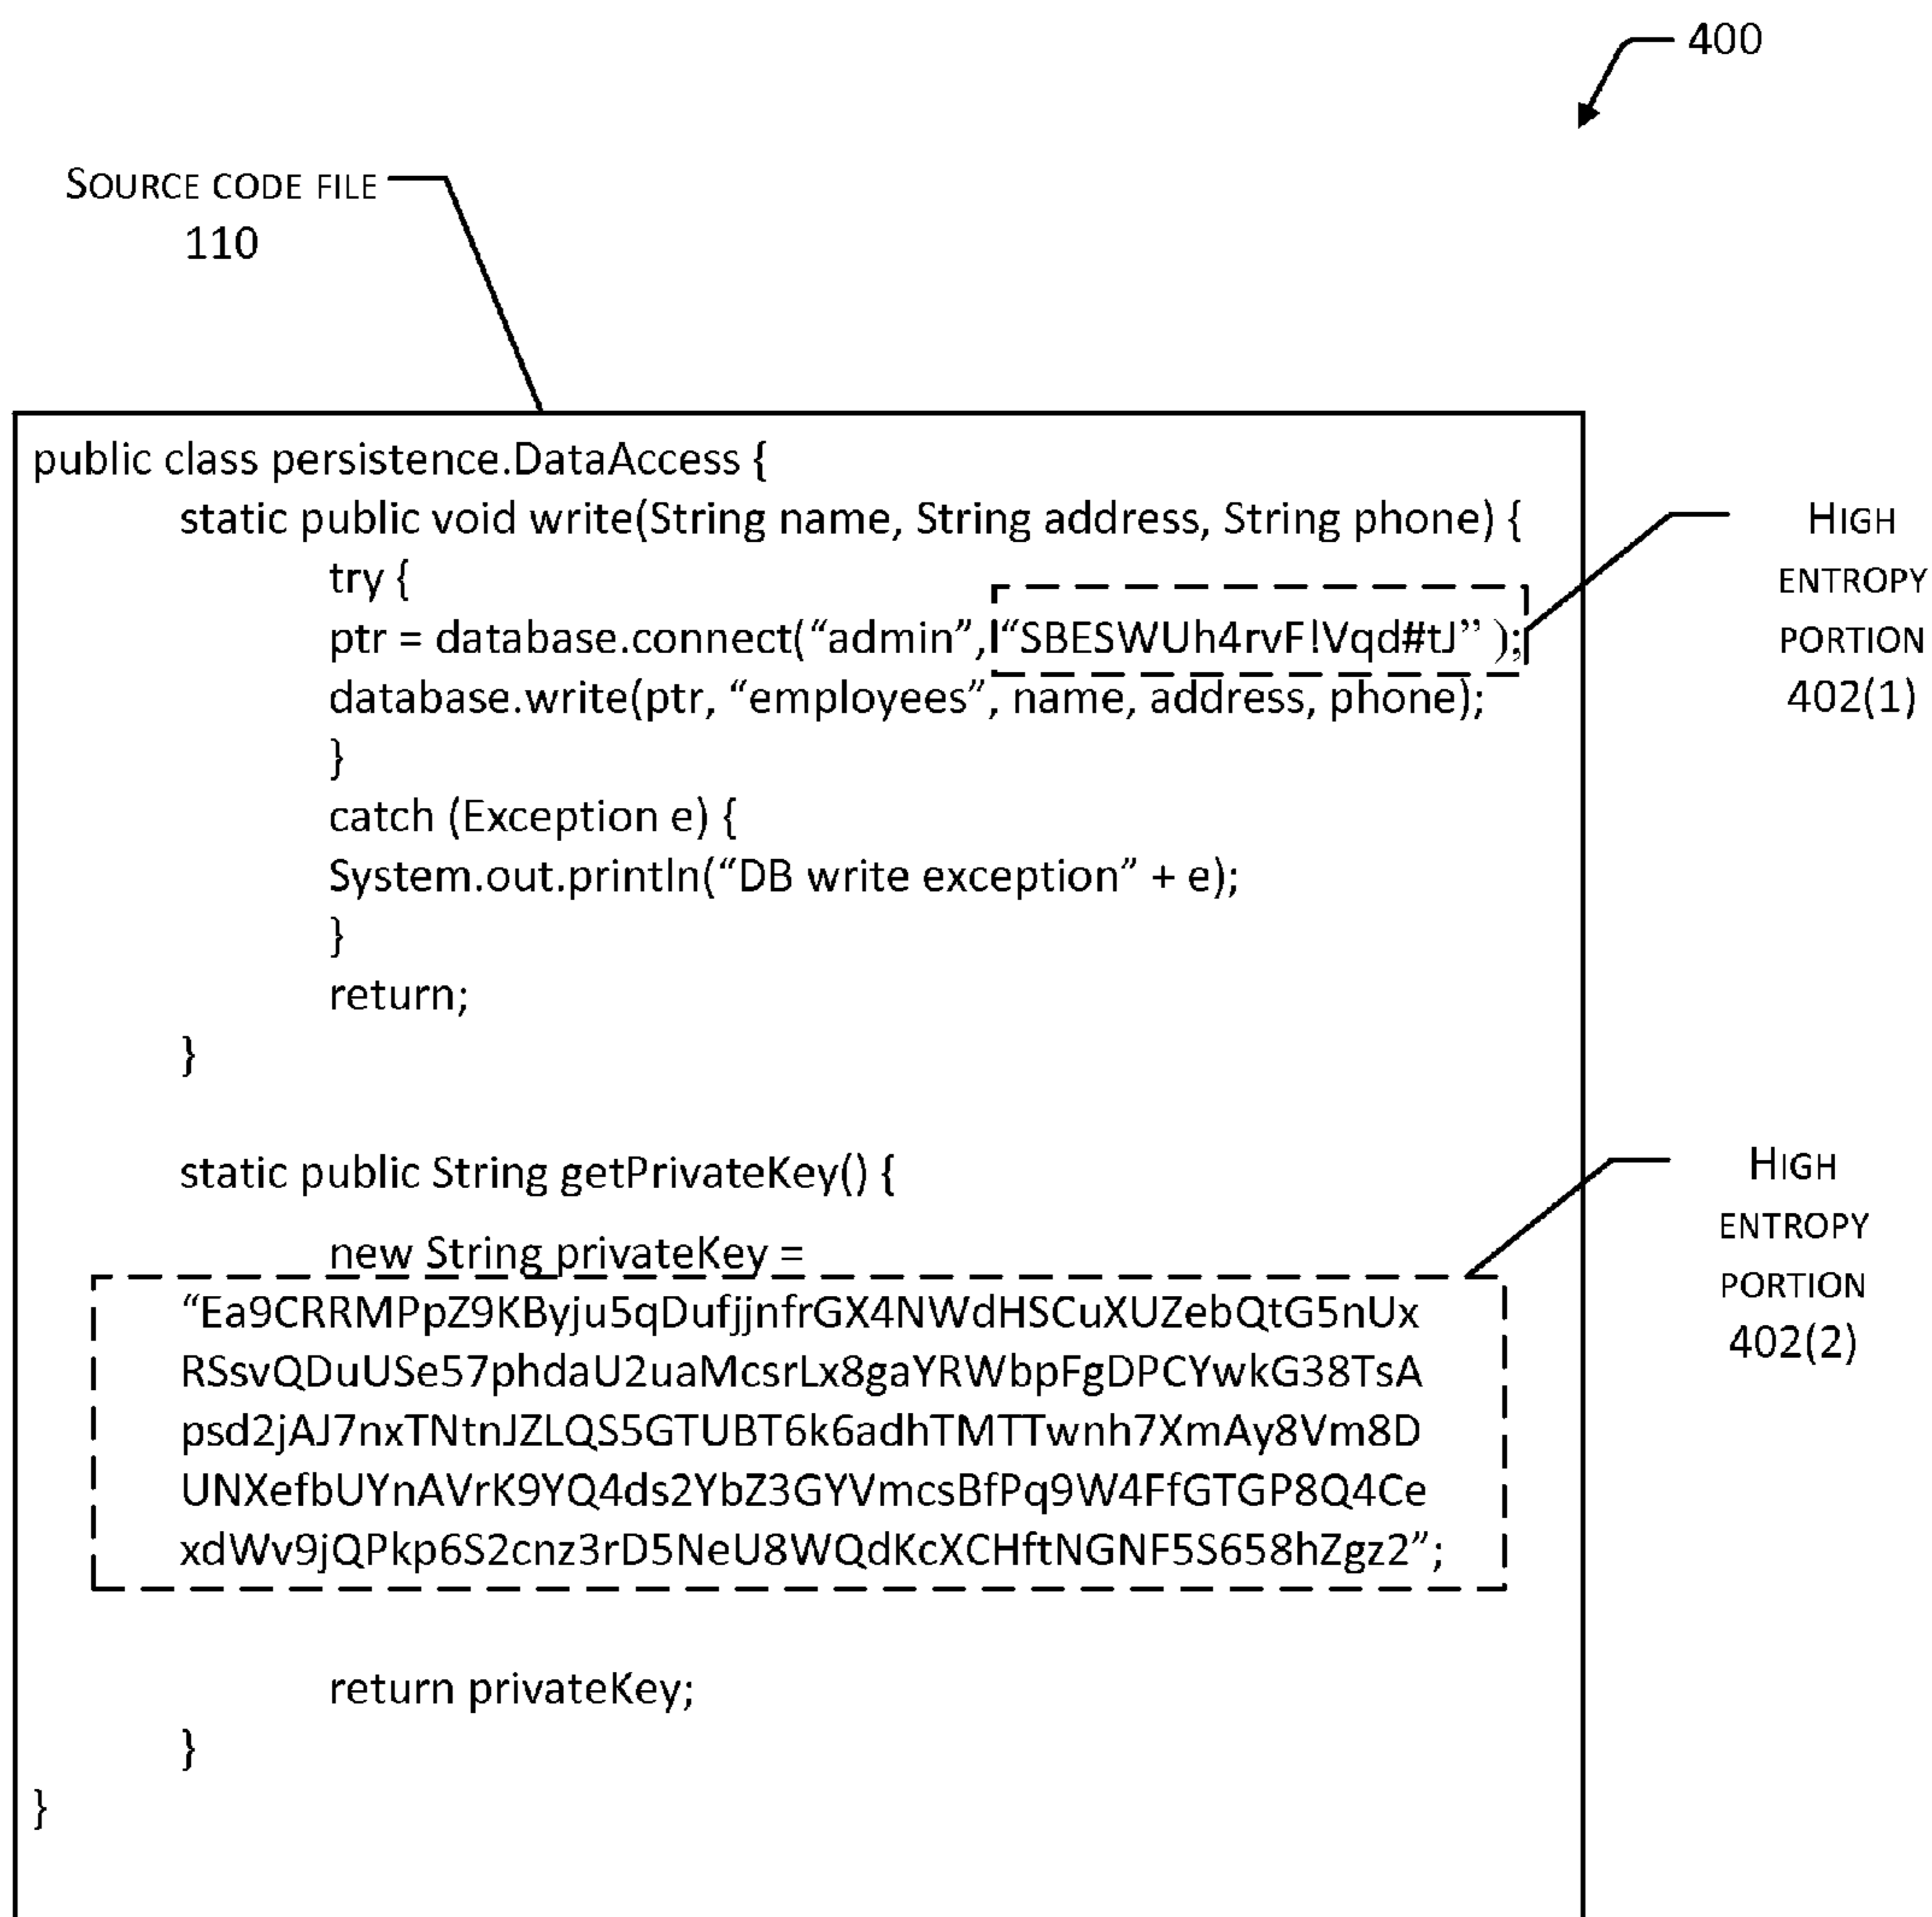 400
SOURCE CODE FILE
110
public class persistence.DataAccess {
static public void write(String name, String address, String phone) {
try {
ptr = database.connect(“admin”, “SBESWUh4rvF!Vqd#tJ” );
database.write(ptr, “employees”, name, address, phone);
}
catch (Exception e) {
System.out.println(“DB write exception” + e);
}
return;
}
static public String getPrivateKey() {
new String privateKey =
“Ea9CRRMPpZ9KByju5qDufjjnfrGX4NWdHSCuXUZebQtG5nUx
RSsvQDuUSe57phdaU2uaMcsrLx8gaYRWbpFgDPCYwkG38TsA
psd2jAJ7nxTNtnJZLQS5GTUBT6k6adhTMTTwnh7XmAy8Vm8D
UNXefbUYnAVrK9YQ4ds2YbZ3GYVmcsBfPq9W4FfGTGP8Q4Ce
xdWv9jQPkp6S2cnz3rD5NeU8WQdKcXCHftNGNF5S658hZgz2”;
return privateKey;
}
}
HIGH
ENTROPY
PORTION
402(1)
HIGH
ENTROPY
PORTION
402(2)